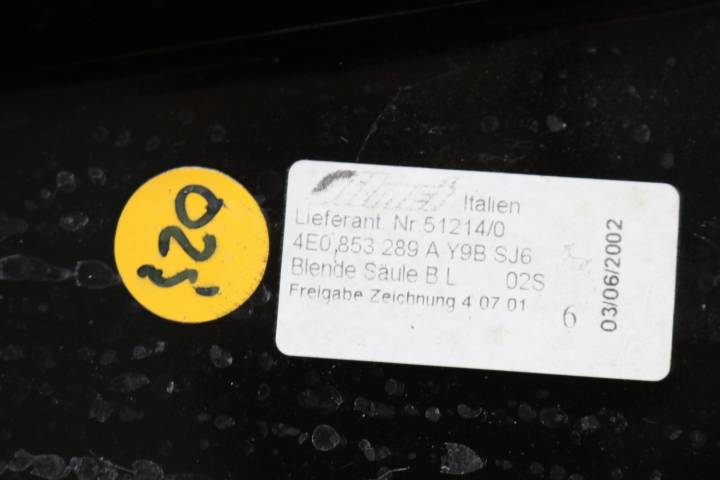 520
Italien
Lieferant. Nr.51214/0
4E0 853 289 A Y9B SJ6
Blende Säule B L 02S
Freigabe Zeichnung 4 07 01
6
03/06/2002